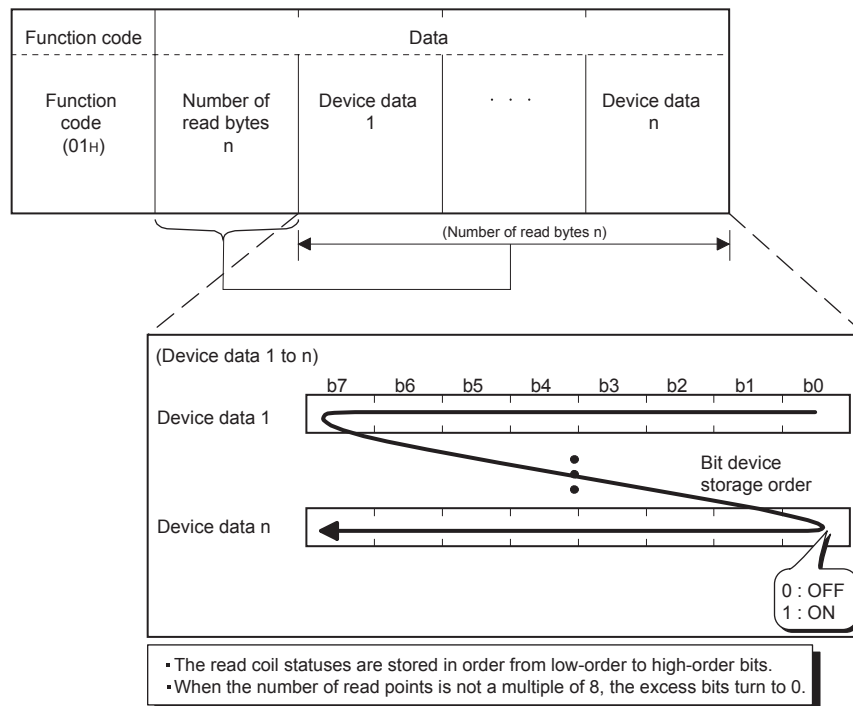 Function code Data
Function
code
(01H)
Number of
read bytes
n
Device data
1
· · ·
Device data
n
(Number of read bytes n)
(Device data 1 to n)
b7 b6 b5 b4 b3 b2 b1 b0
Device data 1
Bit device
storage order
Device data n
0 : OFF
1 : ON
▪ The read coil statuses are stored in order from low-order to high-order bits.
▪ When the number of read points is not a multiple of 8, the excess bits turn to 0.